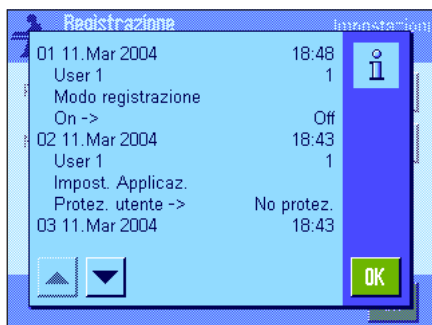 Registrazione Impostazioni
01 11.Mar 2004 18:48
User 1 1
Modo registrazione
On -> Off
02 11.Mar 2004 18:43
User 1 1
Impost. Applicaz.
Protez. utente -> No protez.
03 11.Mar 2004 18:43
OK